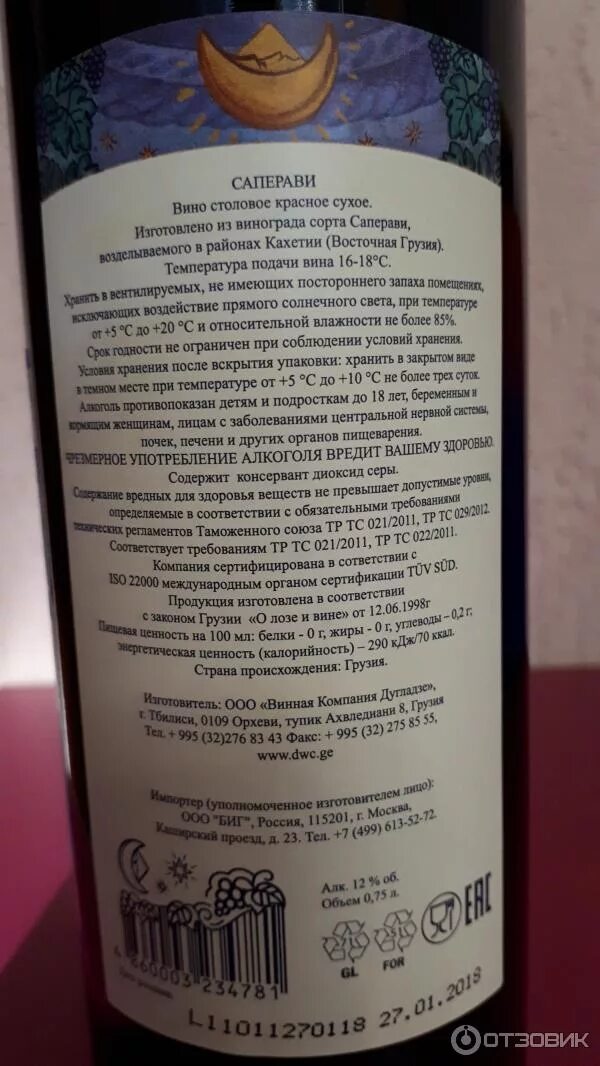 САПЕРАВИ
Вино столовое красное сухое.
Изготовлено из винограда сорта Саперави,
возделываемого в районах Кахетии (Восточная Грузия).
Температура подачи вина 16-18°С.
Хранить в вентилируемых, не имеющих постороннего запаха помещениях,
исключающих воздействие прямого солнечного света, при температуре
от +5 °С до +20 °С и относительной влажности не более 85%.
Срок годности не ограничен при соблюдении условий хранения.
Условия хранения после вскрытия упаковки: хранить в закрытом виде
в темном месте при температуре от +5 °С до +10 °С не более трех суток.
Алкоголь противопоказан детям и подросткам до 18 лет, беременным и
кормящим женщинам, лицам с заболеваниями центральной нервной системы,
почек, печени и других органов пищеварения.
ЧРЕЗМЕРНОЕ УПОТРЕБЛЕНИЕ АЛКОГОЛЯ ВРЕДИТ ВАШЕМУ ЗДОРОВЬЮ.
Содержит консервант диоксид серы.
Содержание вредных для здоровья веществ не превышает допустимые уровни,
определяемые в соответствии с обязательными требованиями
технических регламентов Таможенного союза ТР ТС 021/2011, ТР ТС 029/2012.
Соответствует требованиям ТР ТС 021/2011, ТР ТС 022/2011.
Компания сертифицирована в соответствии с
ISO 22000 международным органом сертификации TÜV SÜD.
Продукция изготовлена в соответствии
с законом Грузии «О лозе и вине» от 12.06.1998г
Пищевая ценность на 100 мл: белки - 0 г, жиры - 0 г, углеводы – 0,2 г;
энергетическая ценность (калорийность) – 290 кДж/70 ккал.
Страна происхождения: Грузия.
Изготовитель: ООО «Винная Компания Дугладзе»,
г. Тбилиси, 0109 Орхеви, тупик Ахвледиани 8, Грузия
Тел. + 995 (32)276 83 43 Факс: + 995 (32) 275 85 55,
www.dwc.ge
Импортер (уполномоченное изготовителем лицо):
ООО "БИГ", Россия, 115201, г. Москва,
Каширский проезд, д. 23. Тел. +7 (499) 613-52-72.
Алк. 12 % об.
Объем 0,75 л.
GL FOR EAC
4 860003 234781
Дата розлива:
L11011270118 27.01.2018
ОТЗОВИК